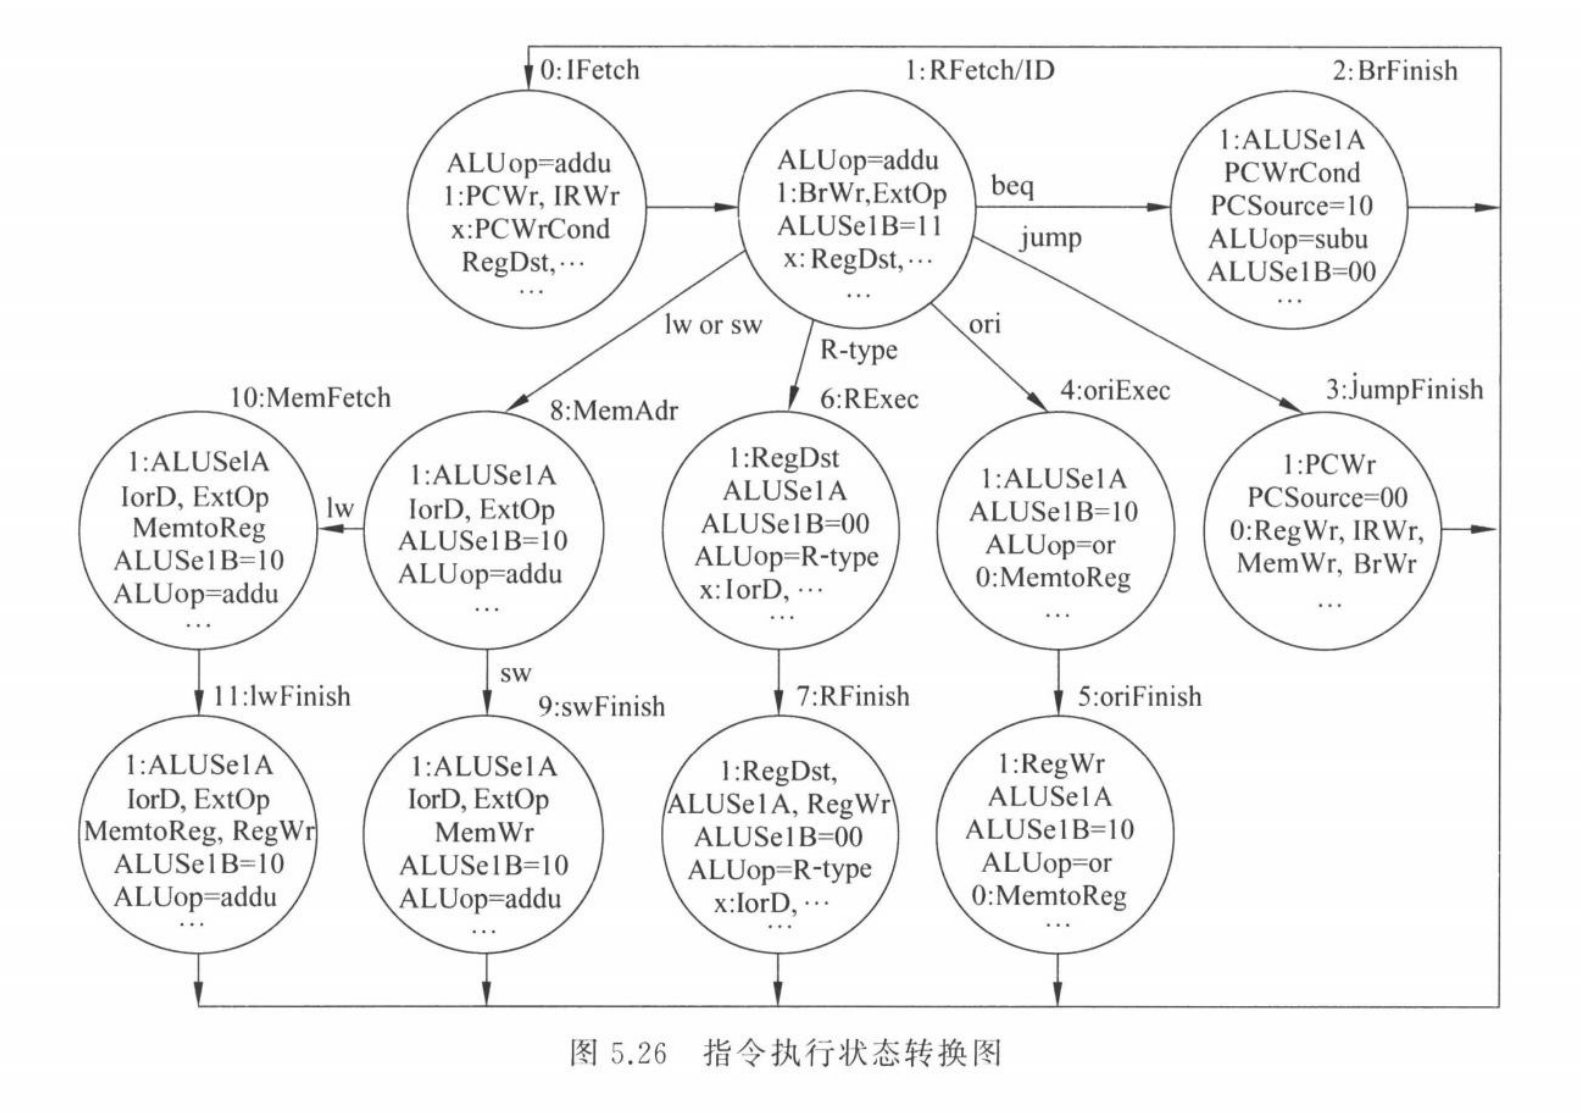 0:IFetch
ALUop=addu
1:PCWr, IRWr
x:PCWrCond
RegDst,···
···
1:RFetch/ID
ALUop=addu
1:BrWr,ExtOp
ALUSe1B=11
x: RegDst,···
···
beq
jump
2:BrFinish
1:ALUSe1A
PCWrCond
PCSource=10
ALUop=subu
ALUSe1B=00
···
lw or sw
R-type
ori
10:MemFetch
1:ALUSelA
IorD, ExtOp
MemtoReg
ALUSe1B=10
ALUop=addu
···
lw
8:MemAdr
1:ALUSe1A
IorD, ExtOp
ALUSe1B=10
ALUop=addu
···
6:RExec
1:RegDst
ALUSe1A
ALUSe1B=00
ALUop=R-type
x:IorD, ···
···
4:oriExec
1:ALUSe1A
ALUSe1B=10
ALUop=or
0:MemtoReg
···
3:jumpFinish
1:PCWr
PCSource=00
0:RegWr, IRWr,
MemWr, BrWr
···
sw
11:lwFinish
1:ALUSe1A
IorD, ExtOp
MemtoReg, RegWr
ALUSe1B=10
ALUop=addu
···
9:swFinish
1:ALUSe1A
IorD, ExtOp
MemWr
ALUSe1B=10
ALUop=addu
···
7:RFinish
1:RegDst,
ALUSe1A, RegWr
ALUSe1B=00
ALUop=R-type
x:IorD, ···
···
5:oriFinish
1:RegWr
ALUSe1A
ALUSe1B=10
ALUop=or
0:MemtoReg
···
图 5.26 指令执行状态转换图